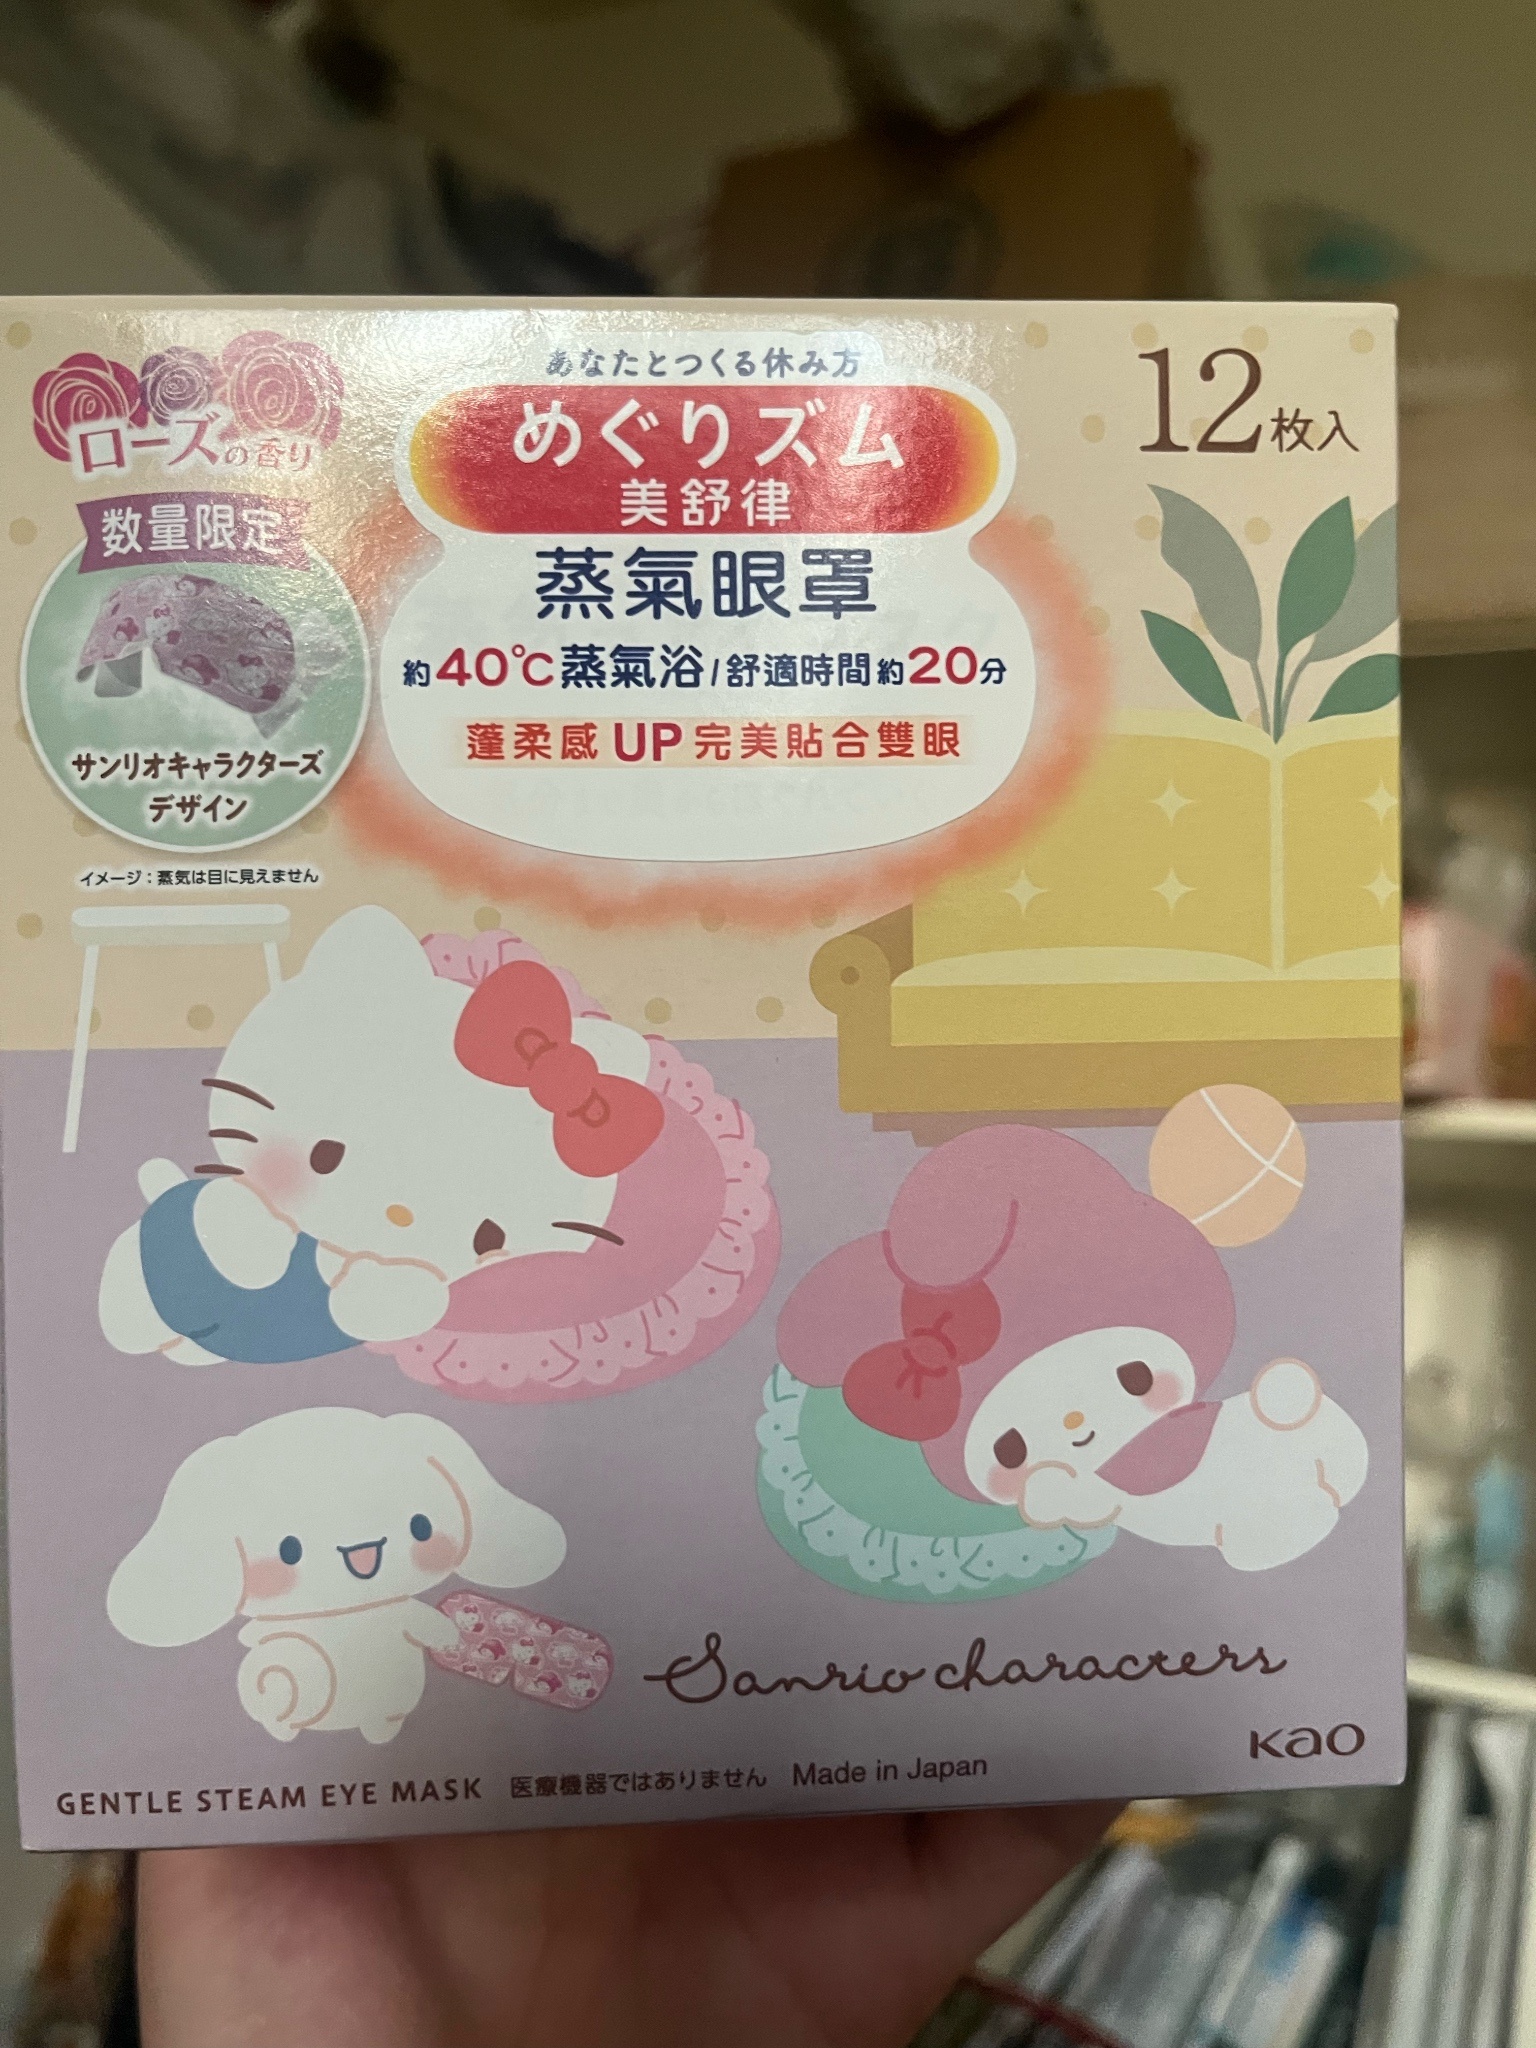 あなたとつくる休み方
めぐりズム
美舒律
蒸氣眼罩
約40℃蒸氣浴/舒適時間約20分
蓬柔感UP完美貼合雙眼
12枚入
ローズの香り
数量限定
サンリオキャラクターズ
デザイン
イメージ:蒸気は目に見えません
Sanrio characters
Kao
GENTLE STEAM EYE MASK 医療機器ではありません Made in Japan